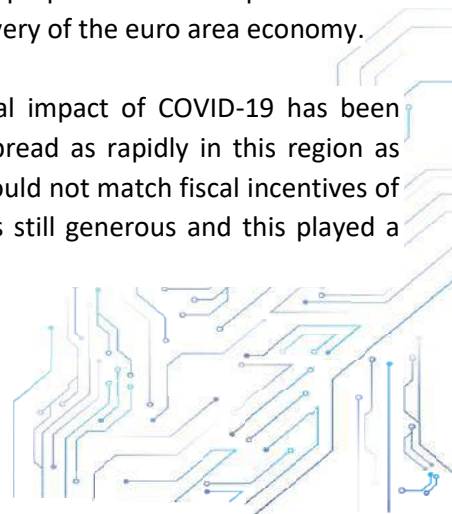 very of the euro area economy.
al impact of COVID-19 has been
pread as rapidly in this region as
ould not match fiscal incentives of
s still generous and this played a